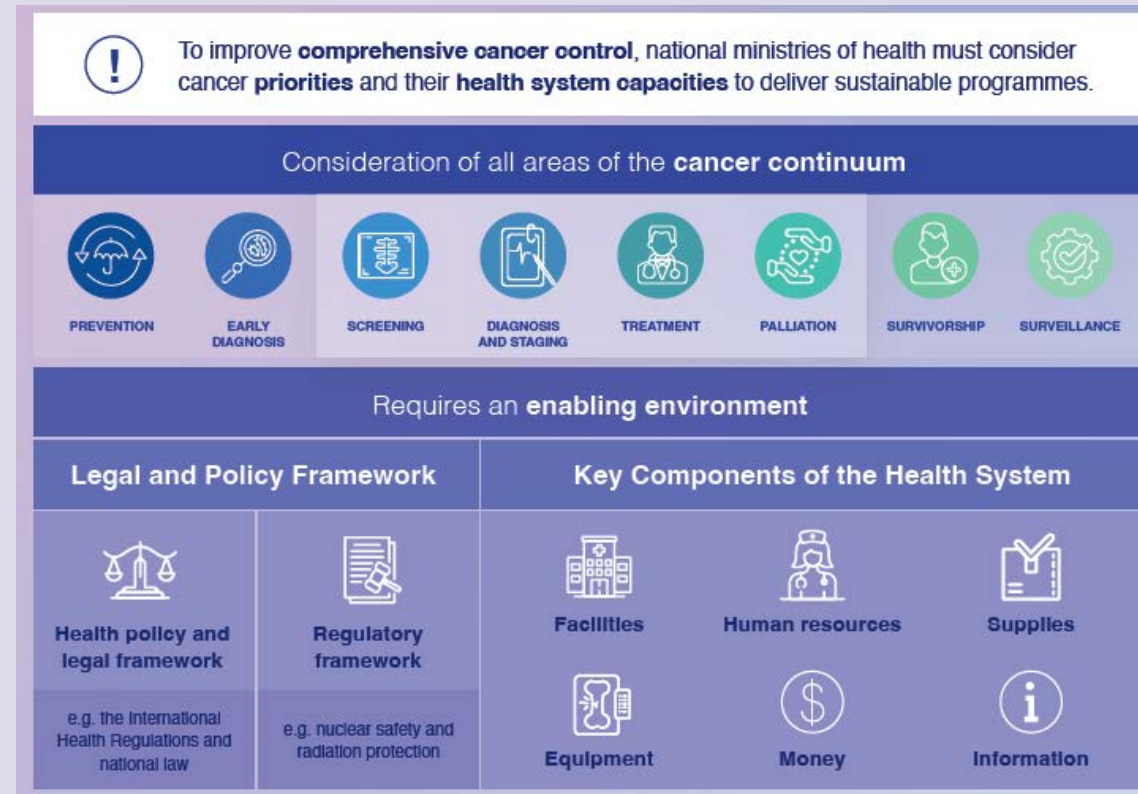 !
To improve comprehensive cancer control, national ministries of health must consider
cancer priorities and their health system capacities to deliver sustainable programmes.
Consideration of all areas of the cancer continuum
PREVENTION
EARLY
DIAGNOSIS
SCREENING
DIAGNOSIS
AND STAGING
TREATMENT
PALLIATION
SURVIVORSHIP
SURVEILLANCE
Requires an enabling environment
Legal and Policy Framework
Key Components of the Health System
Health policy and
legal framework
Regulatory
framework
e.g. the International
Health Regulations and
national law
e.g. nuclear safety and
radiation protection
Facilities
Human resources
Supplies
$
i
Equipment
Money
Information